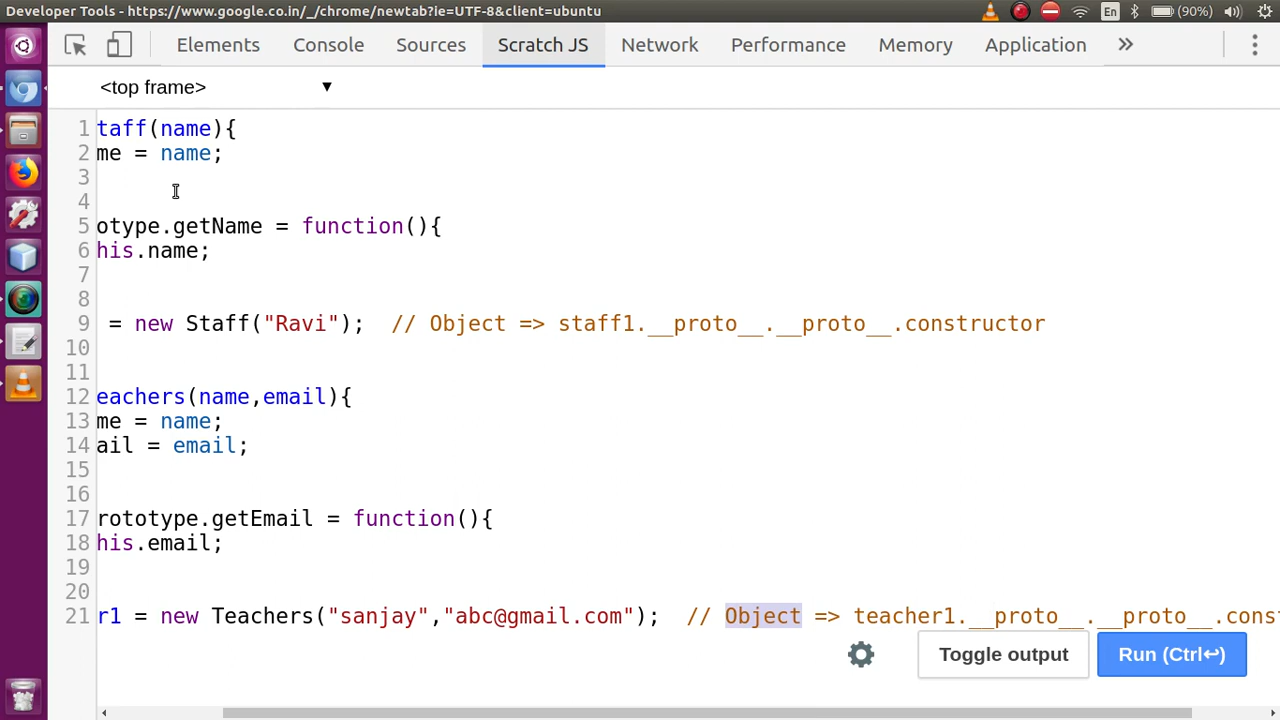 Developer Tools - https://www.google.co.in/_/chrome/newtab?ie=UTF-8&client=ubuntu
En
(90%)
Elements Console Sources Scratch JS Network Performance Memory Application »
<top frame> ▼
1 taff(name){
2 me = name;
3
4
5 otype.getName = function(){
6 his.name;
7
8
9 = new Staff("Ravi"); // Object => staff1.__proto__.__proto__.constructor
10
11
12 eachers(name,email){
13 me = name;
14 ail = email;
15
16
17 rototype.getEmail = function(){
18 his.email;
19
20
21 r1 = new Teachers("sanjay","abc@gmail.com"); // Object => teacher1.__proto__.__proto__.cons
Toggle output
Run (Ctrl↩)